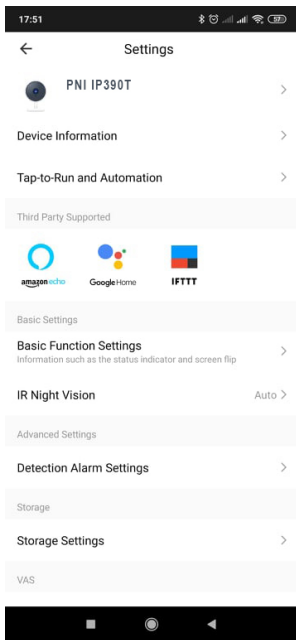 17:51
57
Settings
PNI IP390T
Device Information
Tap-to-Run and Automation
Third Party Supported
amazon echo
Google Home
IFTTT
Basic Settings
Basic Function Settings
Information such as the status indicator and screen flip
IR Night Vision
Auto
Advanced Settings
Detection Alarm Settings
Storage
Storage Settings
VAS